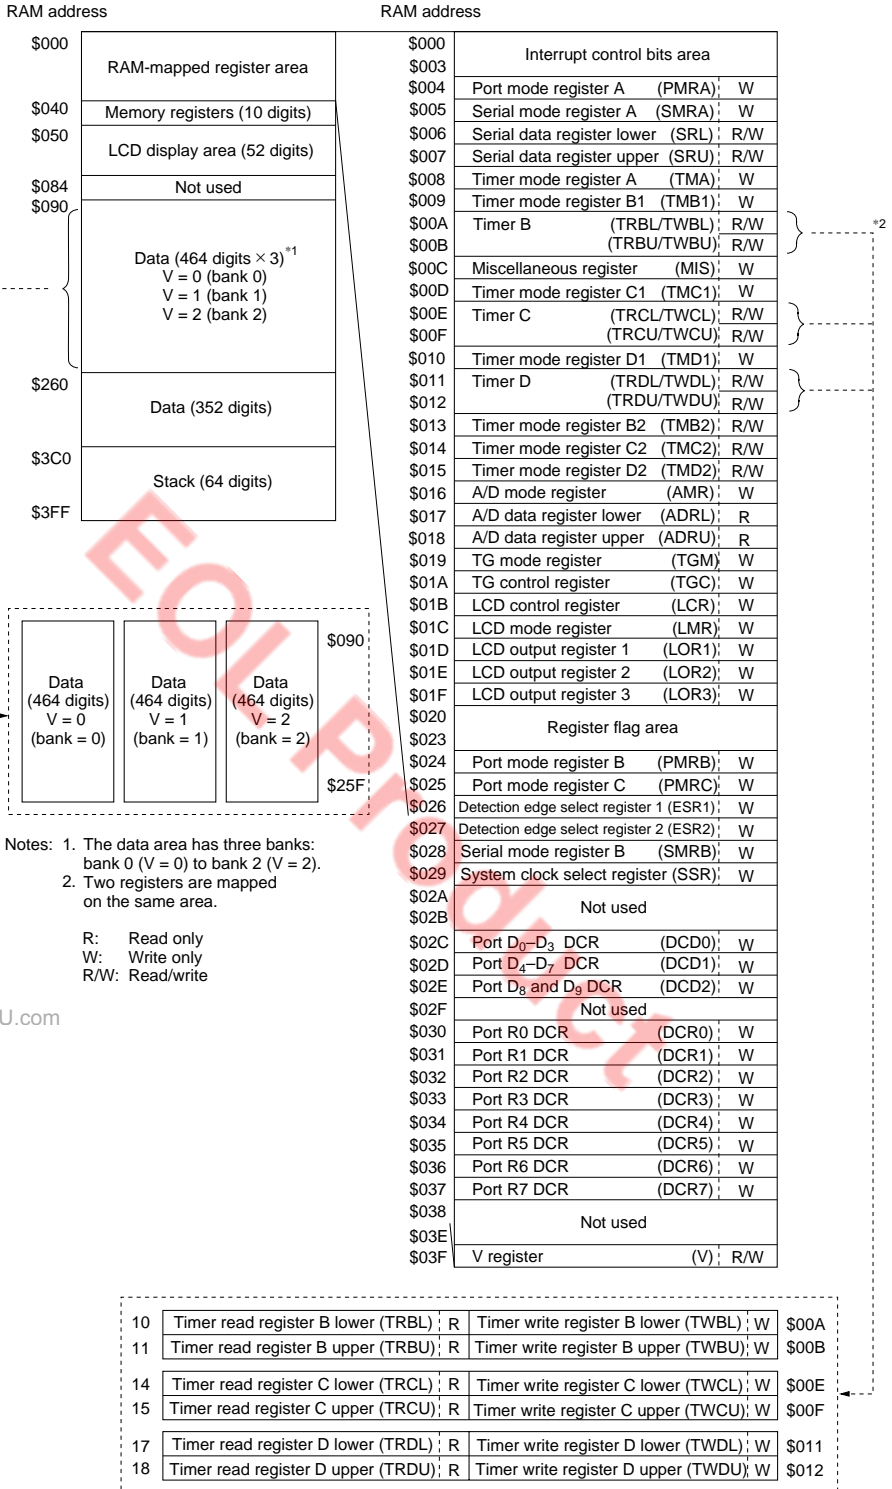 RAM address
$000
RAM-mapped register area
$040
Memory registers (10 digits)
$050
LCD display area (52 digits)
$084
Not used
$090
Data (464 digits × 3)*1
V = 0 (bank 0)
V = 1 (bank 1)
V = 2 (bank 2)
$260
Data (352 digits)
$3C0
Stack (64 digits)
$3FF
Data (464 digits) V = 0 (bank = 0)
Data (464 digits) V = 1 (bank = 1)
Data (464 digits) V = 2 (bank = 2)
$090
$25F
Notes: 1. The data area has three banks:
bank 0 (V = 0) to bank 2 (V = 2).
2. Two registers are mapped
on the same area.
R: Read only
W: Write only
R/W: Read/write
U.com
RAM address
$000
Interrupt control bits area
$003
$004 Port mode register A (PMRA) W
$005 Serial mode register A (SMRA) W
$006 Serial data register lower (SRL) R/W
$007 Serial data register upper (SRU) R/W
$008 Timer mode register A (TMA) W
$009 Timer mode register B1 (TMB1) W
$00A Timer B (TRBL/TWBL) R/W
*2
$00B (TRBU/TWBU) R/W
$00C Miscellaneous register (MIS) W
$00D Timer mode register C1 (TMC1) W
$00E Timer C (TRCL/TWCL) R/W
$00F (TRCU/TWCU) R/W
$010 Timer mode register D1 (TMD1) W
$011 Timer D (TRDL/TWDL) R/W
$012 (TRDU/TWDU) R/W
$013 Timer mode register B2 (TMB2) R/W
$014 Timer mode register C2 (TMC2) R/W
$015 Timer mode register D2 (TMD2) R/W
$016 A/D mode register (AMR) W
$017 A/D data register lower (ADRL) R
$018 A/D data register upper (ADRU) R
$019 TG mode register (TGM) W
$01A TG control register (TGC) W
$01B LCD control register (LCR) W
$01C LCD mode register (LMR) W
$01D LCD output register 1 (LOR1) W
$01E LCD output register 2 (LOR2) W
$01F LCD output register 3 (LOR3) W
$020
Register flag area
$023
$024 Port mode register B (PMRB) W
$025 Port mode register C (PMRC) W
$026 Detection edge select register 1 (ESR1) W
$027 Detection edge select register 2 (ESR2) W
$028 Serial mode register B (SMRB) W
$029 System clock select register (SSR) W
$02A
Not used
$02B
$02C Port D0–D3 DCR (DCD0) W
$02D Port D4–D7 DCR (DCD1) W
$02E Port D8 and D9 DCR (DCD2) W
$02F Not used
$030 Port R0 DCR (DCR0) W
$031 Port R1 DCR (DCR1) W
$032 Port R2 DCR (DCR2) W
$033 Port R3 DCR (DCR3) W
$034 Port R4 DCR (DCR4) W
$035 Port R5 DCR (DCR5) W
$036 Port R6 DCR (DCR6) W
$037 Port R7 DCR (DCR7) W
$038
Not used
$03E
$03F V register (V) R/W
10 Timer read register B lower (TRBL) R Timer write register B lower (TWBL) W $00A
11 Timer read register B upper (TRBU) R Timer write register B upper (TWBU) W $00B
14 Timer read register C lower (TRCL) R Timer write register C lower (TWCL) W $00E
15 Timer read register C upper (TRCU) R Timer write register C upper (TWCU) W $00F
17 Timer read register D lower (TRDL) R Timer write register D lower (TWDL) W $011
18 Timer read register D upper (TRDU) R Timer write register D upper (TWDU) W $012
EOL Product